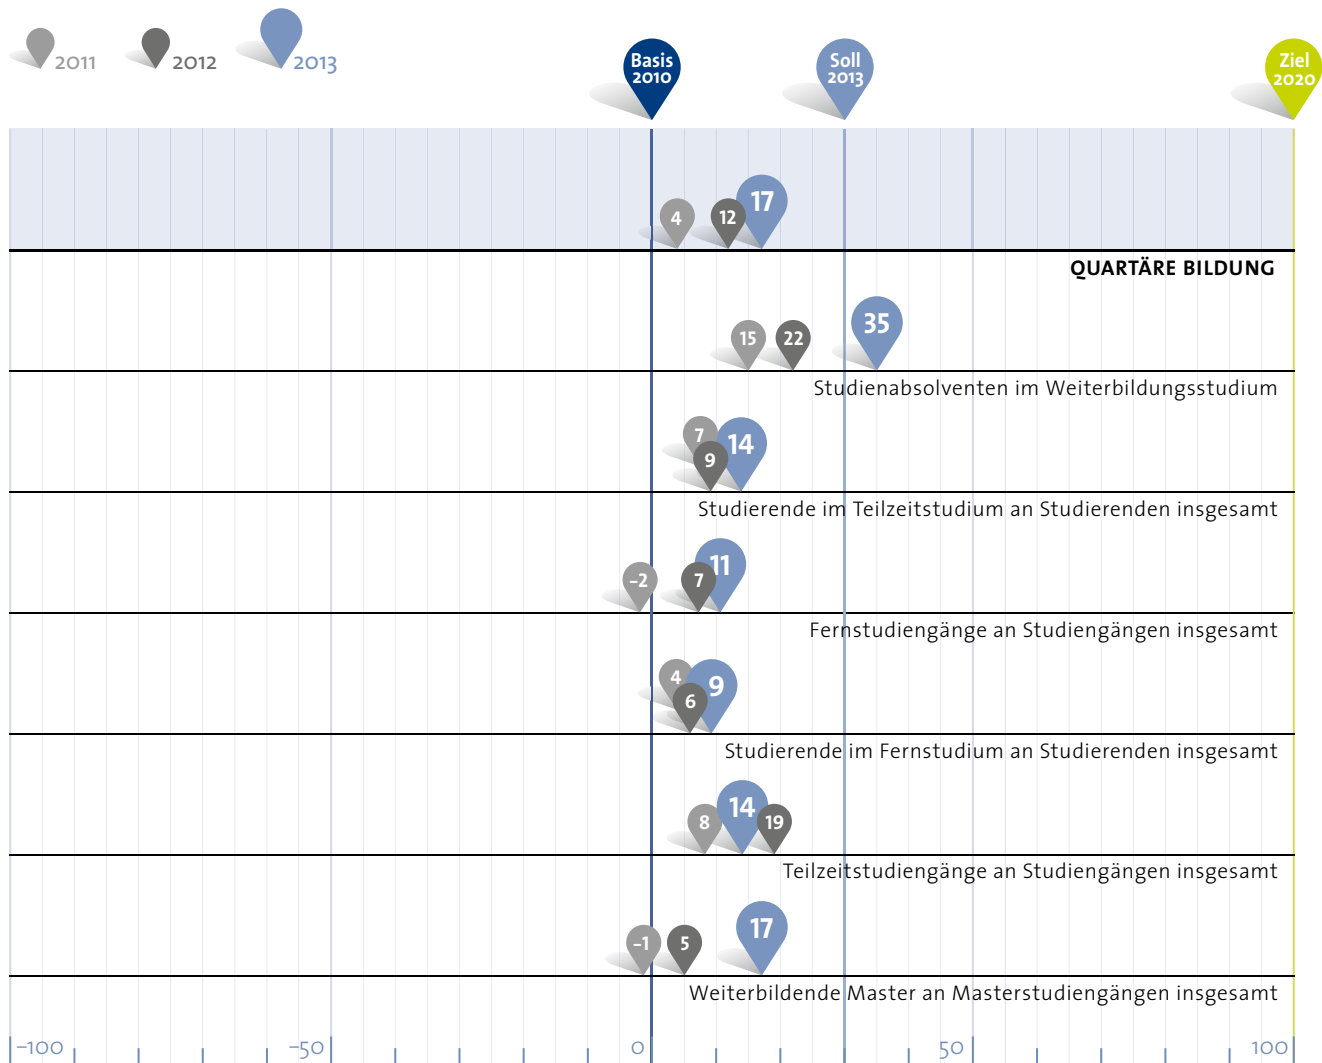 2011 2012 2013
Basis 2010
Soll 2013
Ziel 2020
4 12 17
QUARTÄRE BILDUNG
15 22 35
Studienabsolventen im Weiterbildungsstudium
7 9 14
Studierende im Teilzeitstudium an Studierenden insgesamt
–2 7 11
Fernstudiengänge an Studiengängen insgesamt
4 6 9
Studierende im Fernstudium an Studierenden insgesamt
8 14 19
Teilzeitstudiengänge an Studiengängen insgesamt
–1 5 17
Weiterbildende Master an Masterstudiengängen insgesamt
–100 –50 0 50 100